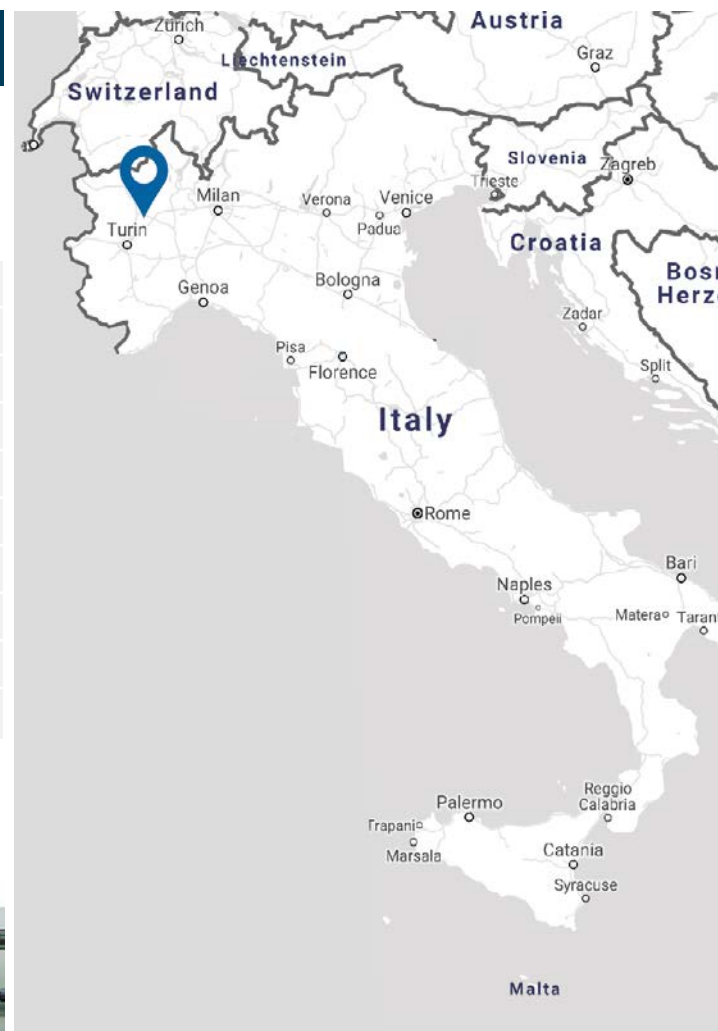 Zürich
Austria
Graz
Liechtenstein
Switzerland
Slovenia
Zagreb
Trieste
Milan
Verona
Venice
Padua
Turin
Croatia
Genoa
Bologna
Zadar
Pisa
Florence
Split
Italy
Rome
Bari
Naples
Pompeii
Matera
Reggio
Calabria
Palermo
Trapani
Marsala
Catania
Syracuse
Malta